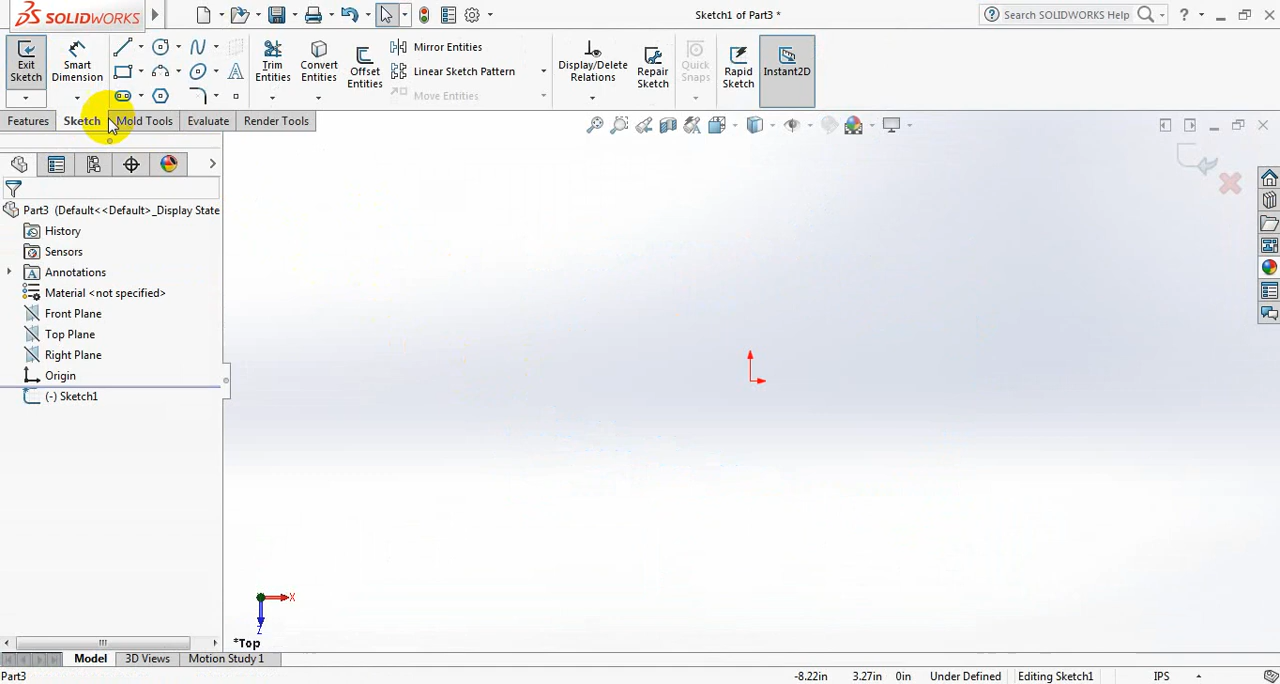 SOLIDWORKS
Sketch1 of Part3 *
Search SOLIDWORKS Help
?
Exit Sketch
Smart Dimension
Trim Entities
Convert Entities
Offset Entities
Mirror Entities
Linear Sketch Pattern
Move Entities
Display/Delete Relations
Repair Sketch
Quick Snaps
Rapid Sketch
Instant2D
Features Sketch Mold Tools Evaluate Render Tools
Part3 (Default<<Default>_Display State
History
Sensors
Annotations
Material <not specified>
Front Plane
Top Plane
Right Plane
Origin
(-) Sketch1
X
Z
*Top
Model 3D Views Motion Study 1
Part3 -8.22in 3.27in 0in Under Defined Editing Sketch1 IPS